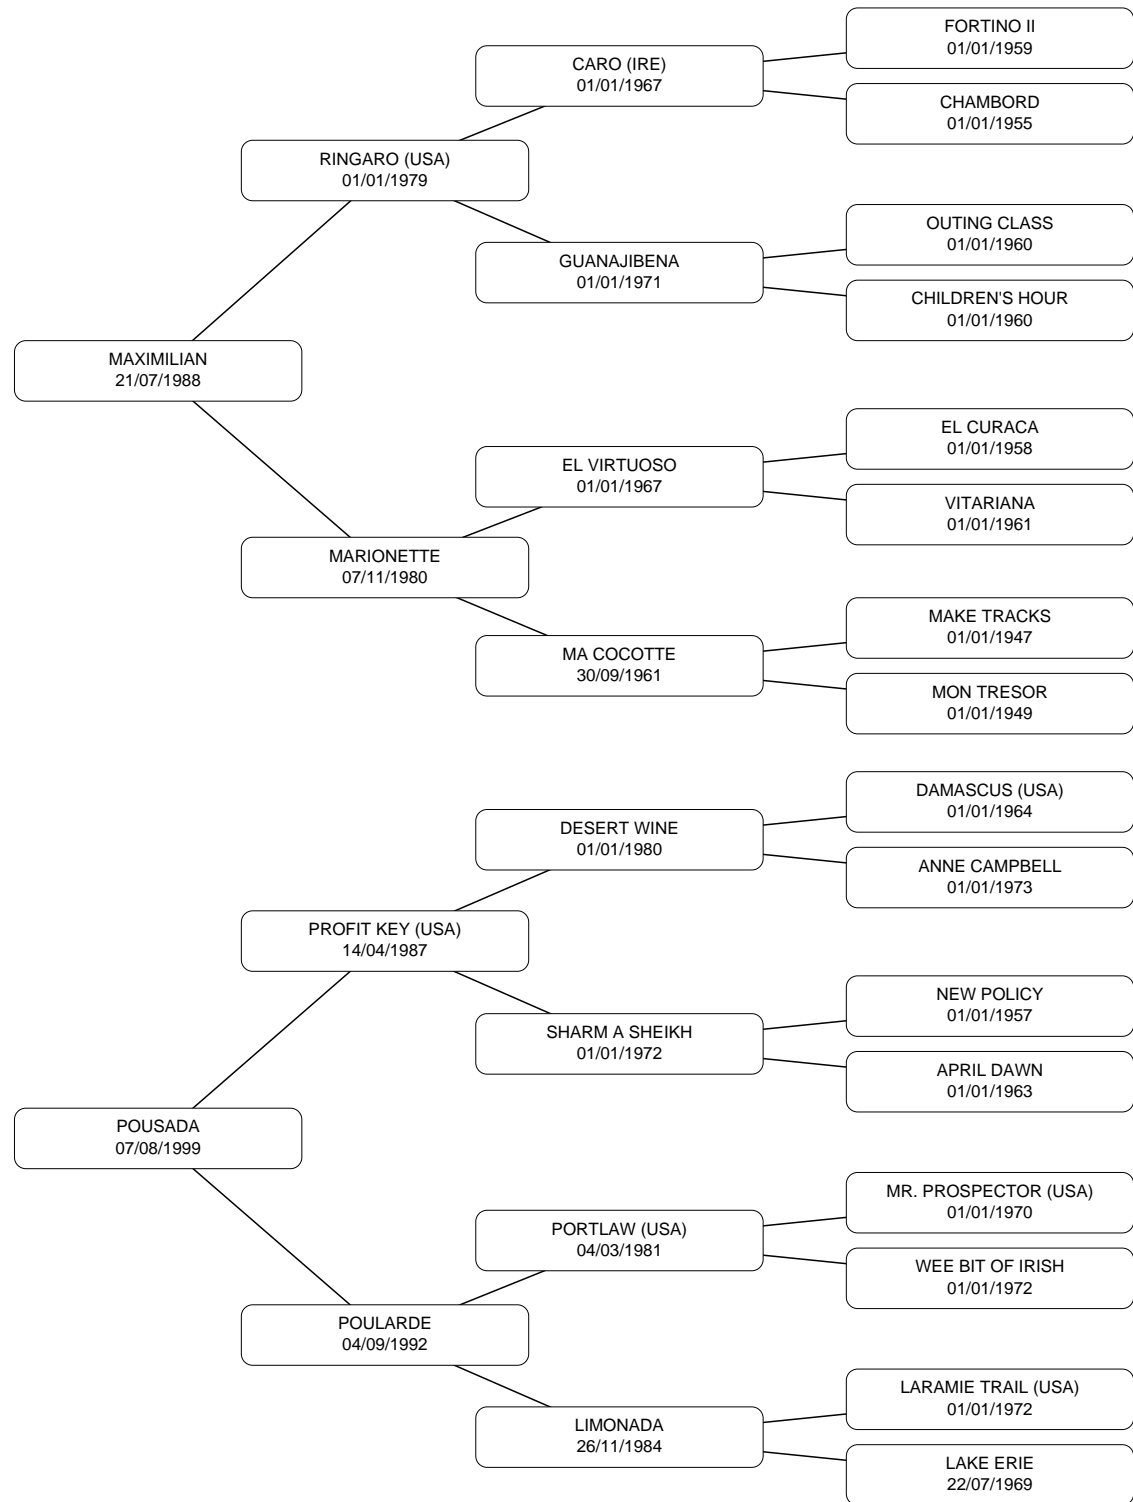 FORTINO II
01/01/1959
CARO (IRE)
01/01/1967
CHAMBORD
01/01/1955
RINGARO (USA)
01/01/1979
OUTING CLASS
01/01/1960
GUANAJIBENA
01/01/1971
CHILDREN'S HOUR
01/01/1960
MAXIMILIAN
21/07/1988
EL CURACA
01/01/1958
EL VIRTUOSO
01/01/1967
VITARIANA
01/01/1961
MARIONETTE
07/11/1980
MAKE TRACKS
01/01/1947
MA COCOTTE
30/09/1961
MON TRESOR
01/01/1949
DAMASCUS (USA)
01/01/1964
DESERT WINE
01/01/1980
ANNE CAMPBELL
01/01/1973
PROFIT KEY (USA)
14/04/1987
NEW POLICY
01/01/1957
SHARM A SHEIKH
01/01/1972
APRIL DAWN
01/01/1963
POUSADA
07/08/1999
MR. PROSPECTOR (USA)
01/01/1970
PORTLAW (USA)
04/03/1981
WEE BIT OF IRISH
01/01/1972
POULARDE
04/09/1992
LARAMIE TRAIL (USA)
01/01/1972
LIMONADA
26/11/1984
LAKE ERIE
22/07/1969